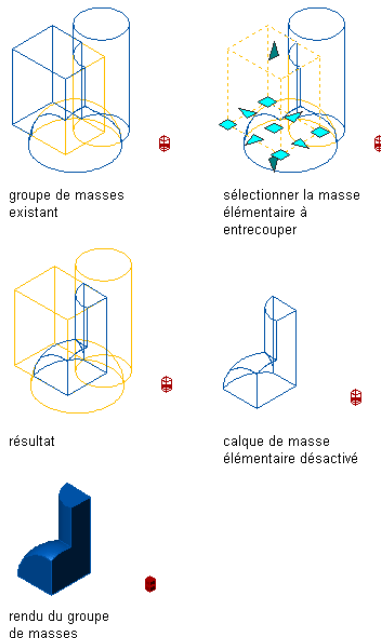 groupe de masses
existant
sélectionner la masse
élémentaire à
entrecouper
résultat
calque de masse
élémentaire désactivé
rendu du groupe
de masses